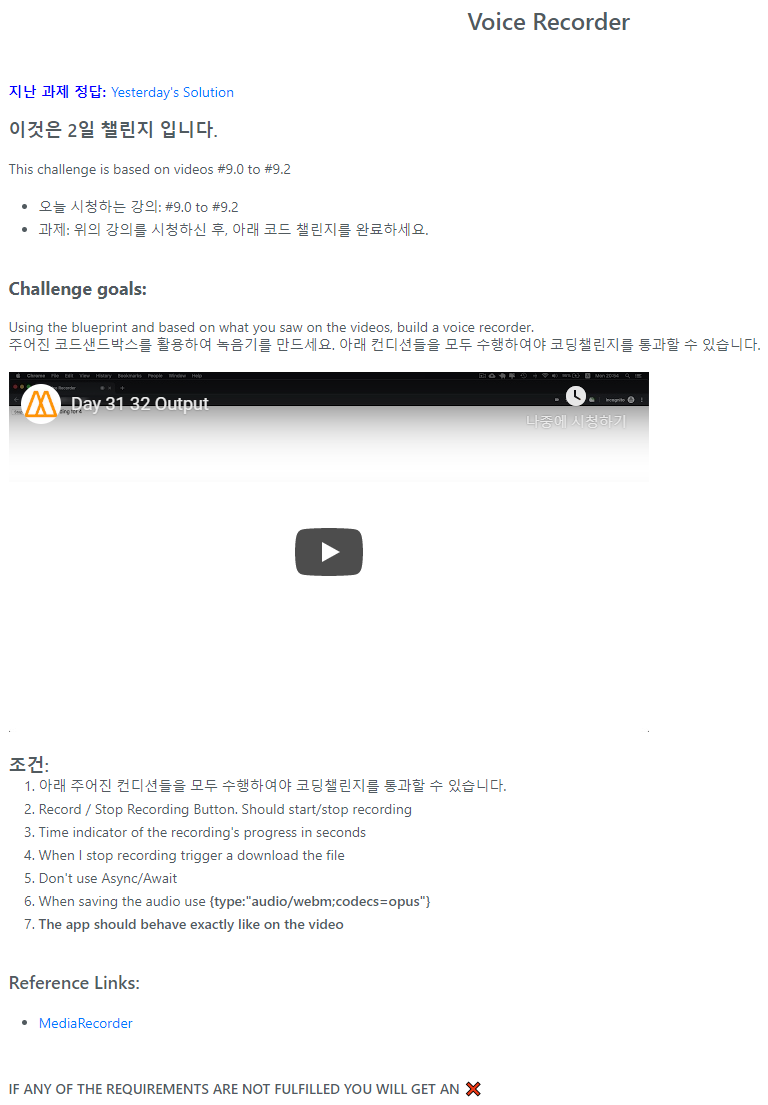 Voice Recorder
지난 과제 정답: Yesterday's Solution
이것은 2일 챌린지 입니다.
This challenge is based on videos #9.0 to #9.2
오늘 시청하는 강의: #9.0 to #9.2
과제: 위의 강의를 시청하신 후, 아래 코드 챌린지를 완료하세요.
Challenge goals:
Using the blueprint and based on what you saw on the videos, build a voice recorder.
주어진 코드샌드박스를 활용하여 녹음기를 만드세요. 아래 컨디션들을 모두 수행하여야 코딩챌린지를 통과할 수 있습니다.
Chrome File Edit View History Bookmarks People Window Help
Day 31 32 Output
나중에 시청하기
조건:
1. 아래 주어진 컨디션들을 모두 수행하여야 코딩챌린지를 통과할 수 있습니다.
2. Record / Stop Recording Button. Should start/stop recording
3. Time indicator of the recording's progress in seconds
4. When I stop recording trigger a download the file
5. Don't use Async/Await
6. When saving the audio use {type:"audio/webm;codecs=opus"}
7. The app should behave exactly like on the video
Reference Links:
MediaRecorder
IF ANY OF THE REQUIREMENTS ARE NOT FULFILLED YOU WILL GET AN ❌